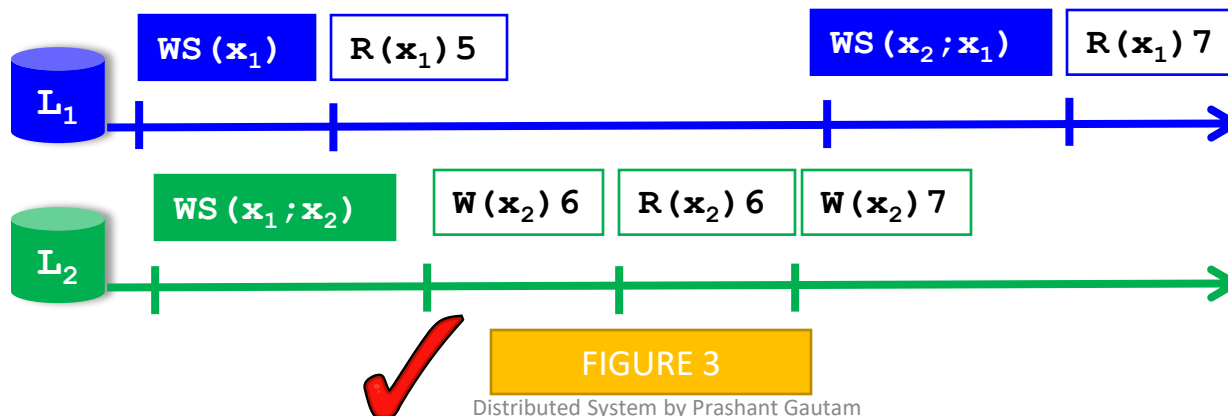 WS(x₁) R(x₁)5 WS(x₂;x₁) R(x₁)7
L₁
WS(x₁;x₂) W(x₂)6 R(x₂)6 W(x₂)7
L₂
FIGURE 3
Distributed System by Prashant Gautam